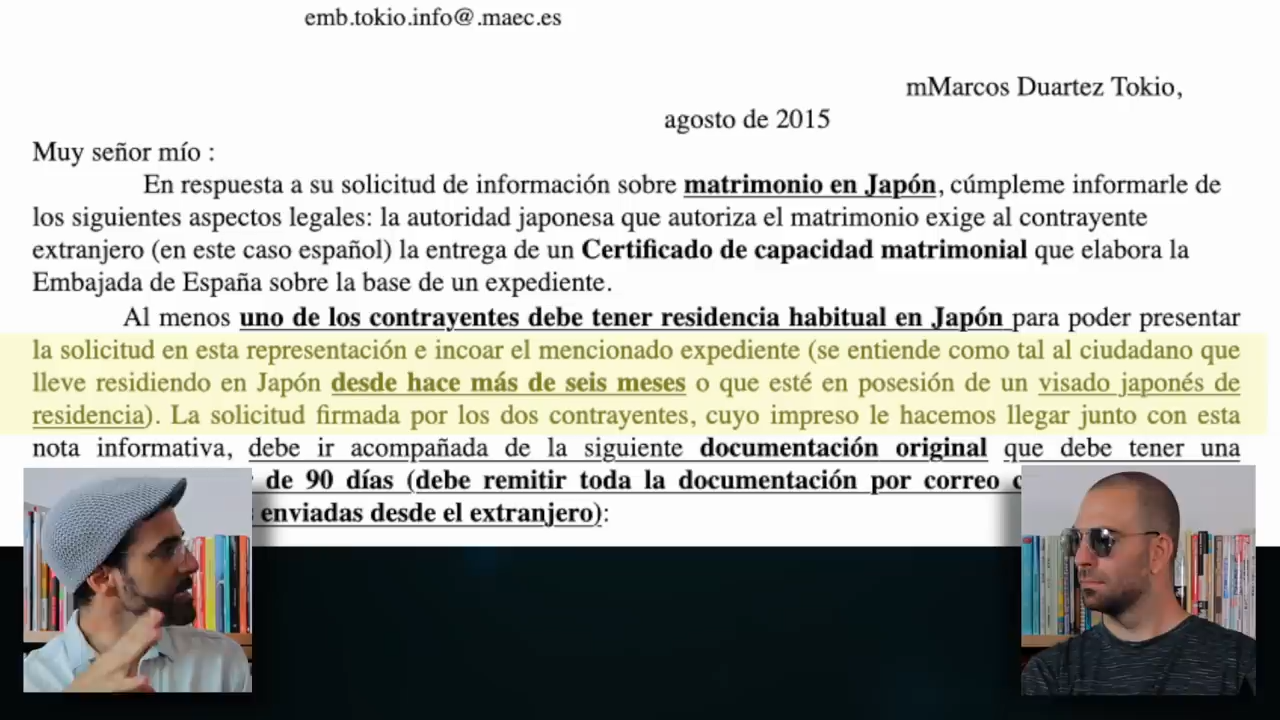 emb.tokio.info@.maec.es
mMarcos Duartez Tokio,
agosto de 2015
Muy señor mío :
En respuesta a su solicitud de información sobre matrimonio en Japón, cúmpleme informarle de
los siguientes aspectos legales: la autoridad japonesa que autoriza el matrimonio exige al contrayente
extranjero (en este caso español) la entrega de un Certificado de capacidad matrimonial que elabora la
Embajada de España sobre la base de un expediente.
Al menos uno de los contrayentes debe tener residencia habitual en Japón para poder presentar
la solicitud en esta representación e incoar el mencionado expediente (se entiende como tal al ciudadano que
lleve residiendo en Japón desde hace más de seis meses o que esté en posesión de un visado japonés de
residencia). La solicitud firmada por los dos contrayentes, cuyo impreso le hacemos llegar junto con esta
nota informativa, debe ir acompañada de la siguiente documentación original que debe tener una
de 90 días (debe remitir toda la documentación por correo
enviadas desde el extranjero):